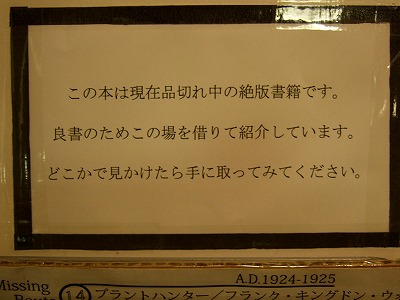 この本は現在品切れ中の絶版書籍です。
良書のためこの場を借りて紹介しています。
どこかで見かけたら手に取ってみてください。
Missing
A.D.1924-1925
14 プラントハンター／フランク・キングドン・ウォ